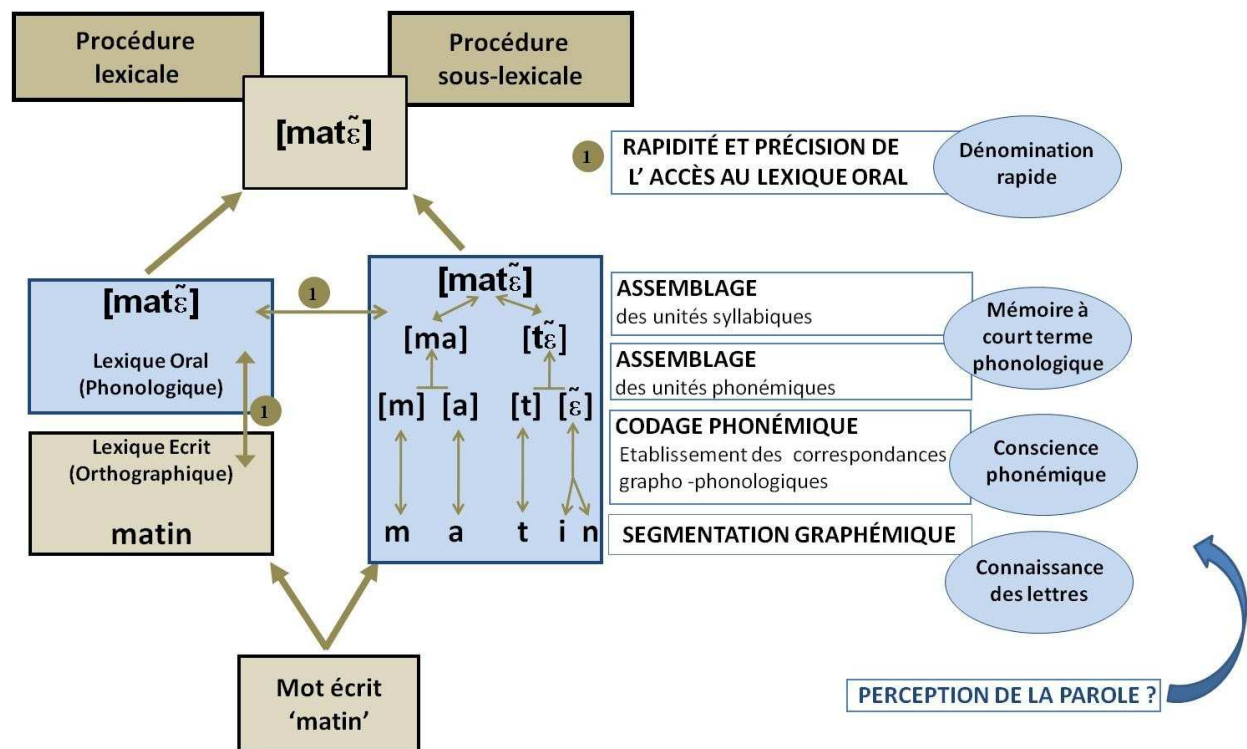 Procédure
lexicale
Procédure
sous-lexicale
[matɛ̃]
1
RAPIDITÉ ET PRÉCISION DE
L’ ACCÈS AU LEXIQUE ORAL
Dénomination
rapide
[matɛ̃]
Lexique Oral
(Phonologique)
1
1
Lexique Ecrit
(Orthographique)
matin
[matɛ̃]
[ma] [tɛ̃]
[m] [a] [t] [ɛ̃]
m a t i n
ASSEMBLAGE
des unités syllabiques
ASSEMBLAGE
des unités phonémiques
Mémoire à
court terme
phonologique
CODAGE PHONÉMIQUE
Etablissement des correspondances
grapho -phonologiques
Conscience
phonémique
SEGMENTATION GRAPHÉMIQUE
Connaissance
des lettres
Mot écrit
‘matin’
PERCEPTION DE LA PAROLE ?